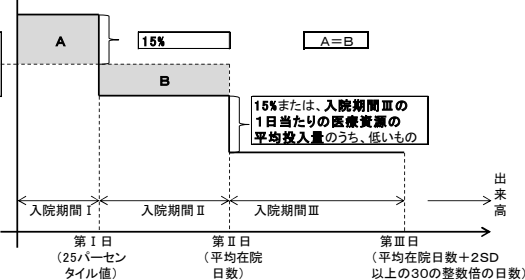 A
15%
A=B
B
15%または、入院期間Ⅲの
1日当たりの医療資源の
平均投入量のうち、低いもの
入院期間Ⅰ
入院期間Ⅱ
入院期間Ⅲ
出
来
高
第Ⅰ日
(25パーセン
タイル値)
第Ⅱ日
(平均在院
日数)
第Ⅲ日
(平均在院日数+2SD
以上の30の整数倍の日数)